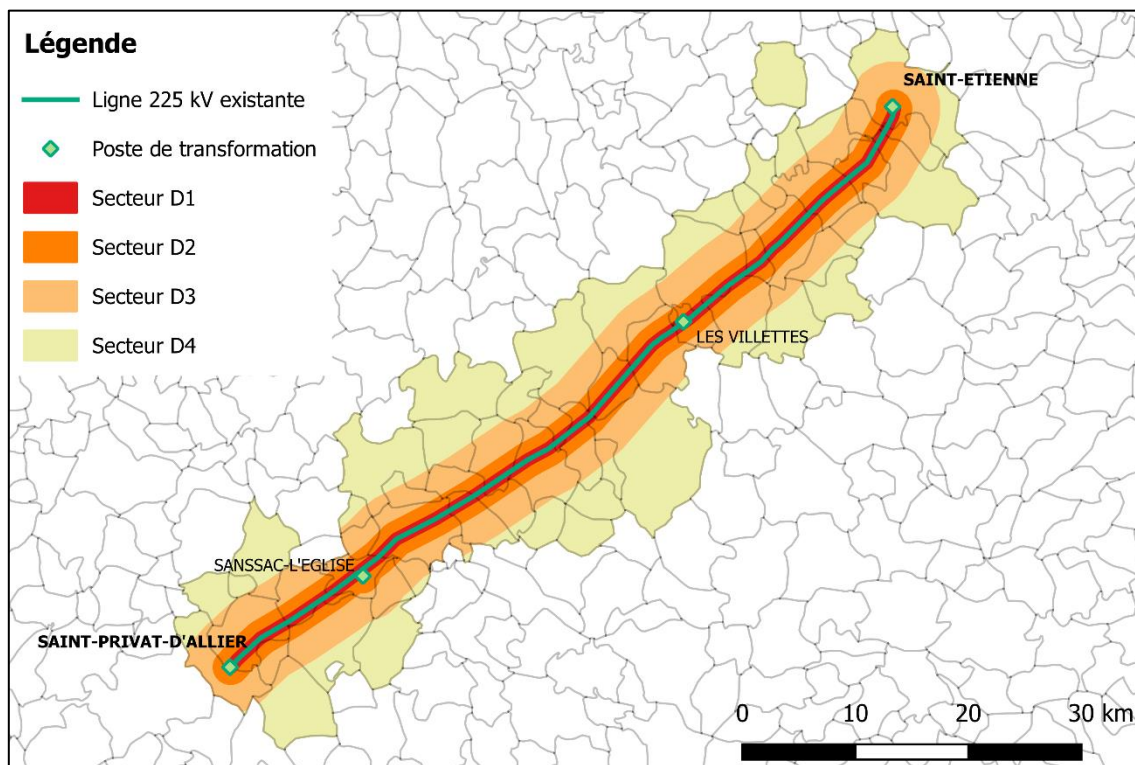 Légende
Ligne 225 kV existante
Poste de transformation
Secteur D1
Secteur D2
Secteur D3
Secteur D4
SAINT-ETIENNE
LES VILLETTES
SANSSAC-L'EGLISE
SAINT-PRIVAT-D'ALLIER
0 10 20 30 km